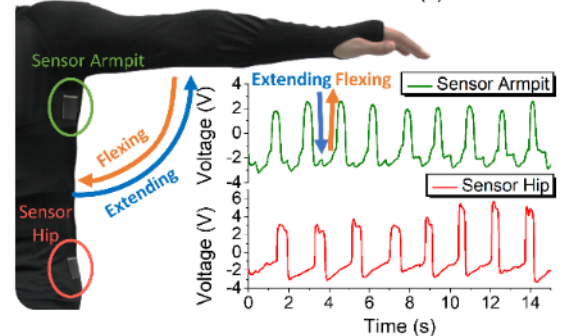 Sensor Armpit
Flexing
Extending
Sensor
Hip
Extending Flexing
Sensor Armpit
Voltage (V)
4
2
0
-2
-4
Sensor Hip
Voltage (V)
6
4
2
0
-2
-4
0 2 4 6 8 10 12 14
Time (s)